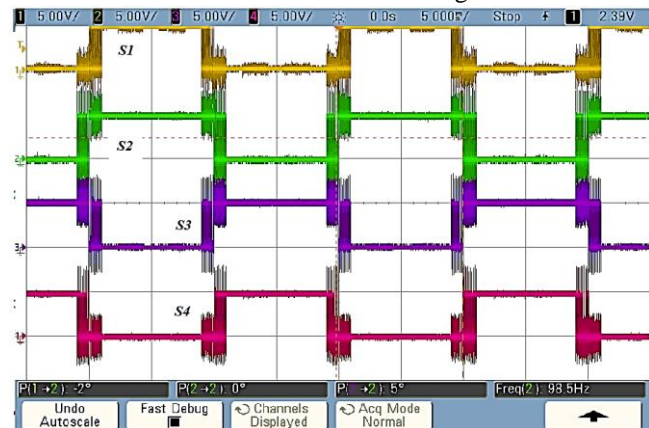 1 5.00V/ 2 5.00V/ 3 5.00V/ 4 5.00V/ 0.0s 5.000m/ Stop 1 2.39V
S1
S2
S3
S4
P(1→2): -2° P(2→2): 0° P(3→2): 5° Freq(2): 98.5Hz
Undo Autoscale
Fast Debug
Channels Displayed
Acq Mode Normal